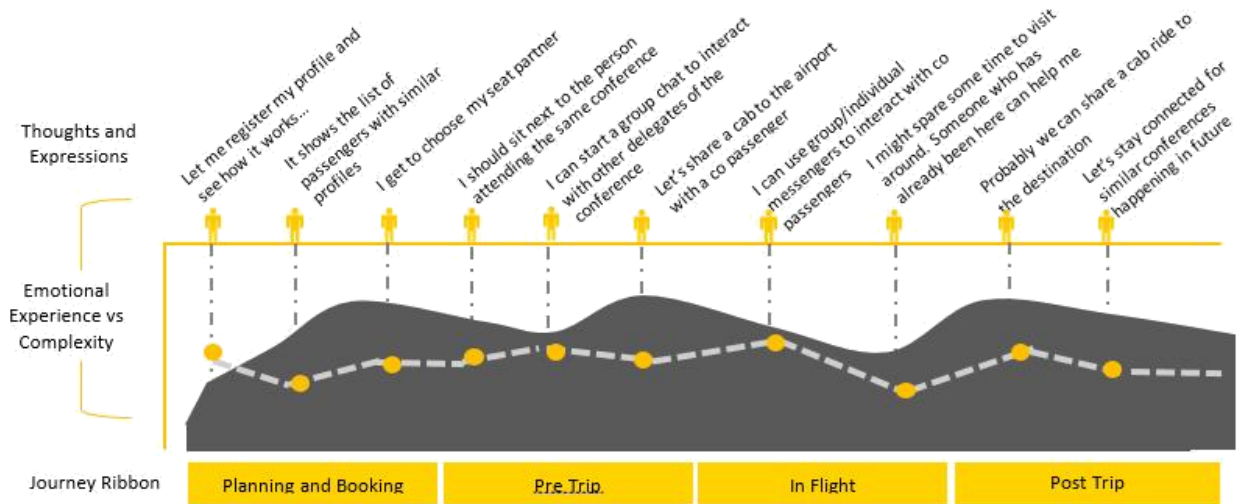 Thoughts and
Expressions
Let me register my profile and
see how it works...
It shows the list of
passengers with similar
profiles
I get to choose my seat partner
I should sit next to the person
attending the same conference
I can start a group chat to interact
with other delegates of the
conference
Let's share a cab to the airport
with a co passenger
I can use group/individual
messengers to interact with co
passengers
I might spare some time to visit
around. Someone who has
already been here can help me
Probably we can share a cab ride to
the destination
Let's stay connected for
similar conferences
happening in future
Emotional
Experience vs
Complexity
Journey Ribbon
Planning and Booking
Pre Trip
In Flight
Post Trip